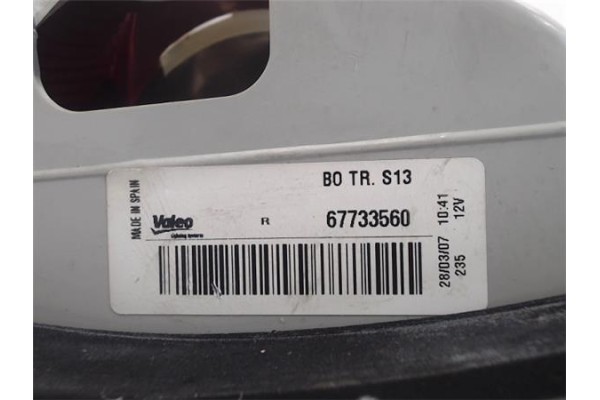 BO TR. S13
MADE IN SPAIN
Valeo
R
67733560
28/03/07 10:41
235 12V